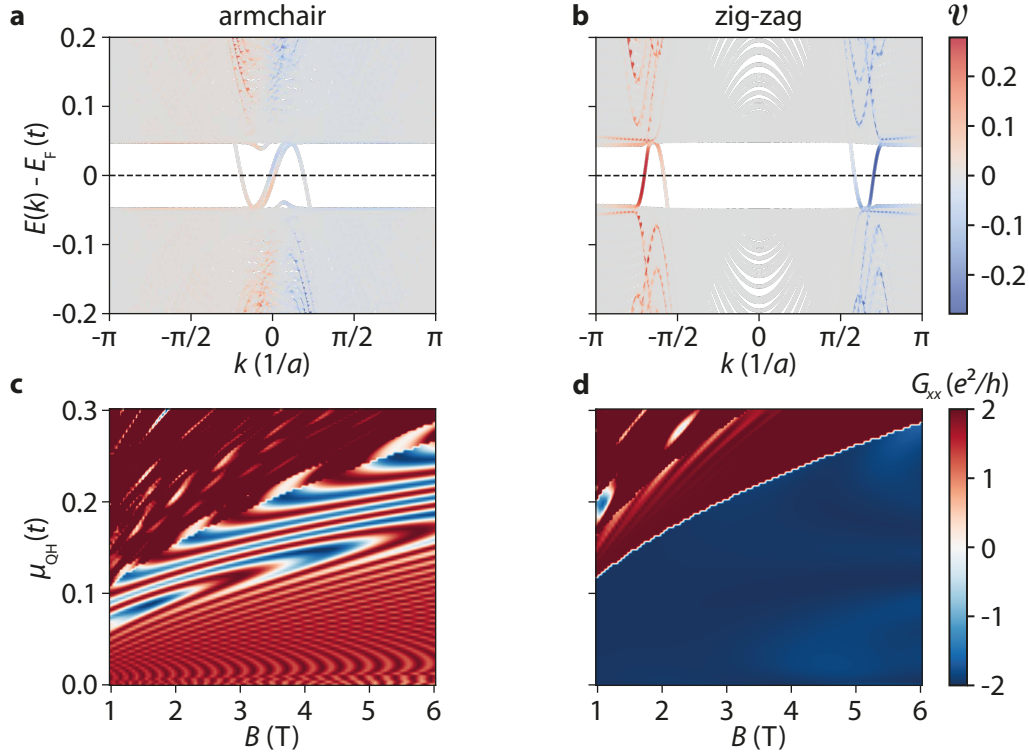 a armchair
b zig-zag
𝒗
E(k) - E_F (t)
0.2
0.1
0
-0.1
-0.2
-π -π/2 0 π/2 π
k (1/a)
-π -π/2 0 π/2 π
k (1/a)
0.2
0.1
0
-0.1
-0.2
c
d
G_xx (e²/h)
μ_QH (t)
0.3
0.2
0.1
0.0
1 2 3 4 5 6
B (T)
1 2 3 4 5 6
B (T)
2
1
0
-1
-2